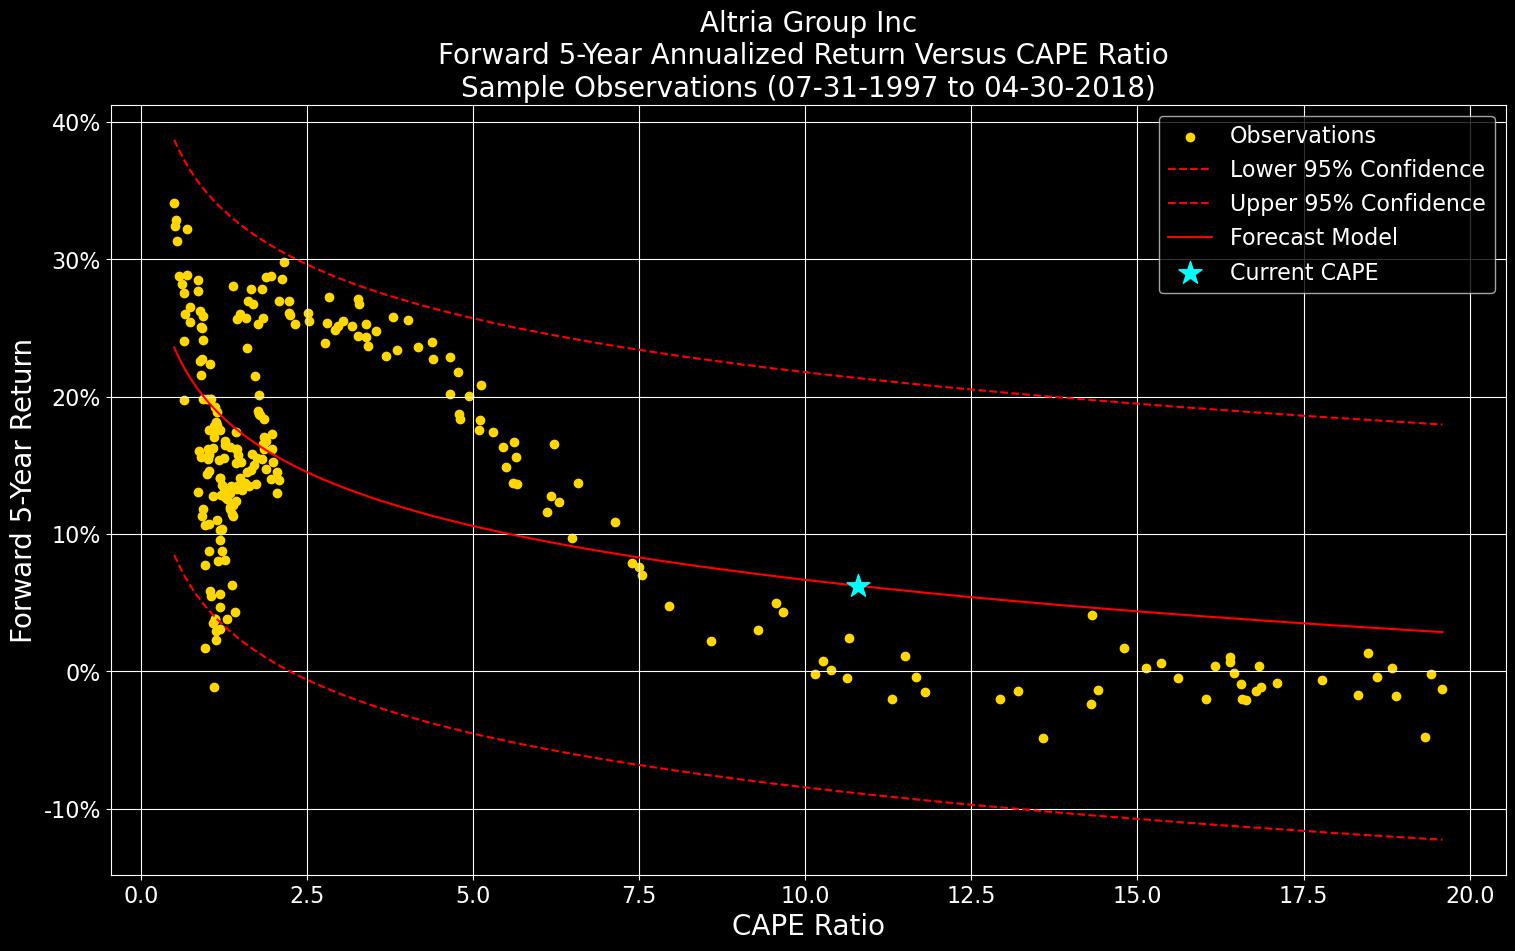 Altria Group Inc
Forward 5-Year Annualized Return Versus CAPE Ratio
Sample Observations (07-31-1997 to 04-30-2018)
Observations
Lower 95% Confidence
Upper 95% Confidence
Forecast Model
Current CAPE
Forward 5-Year Return
40%
30%
20%
10%
0%
-10%
0.0 2.5 5.0 7.5 10.0 12.5 15.0 17.5 20.0
CAPE Ratio